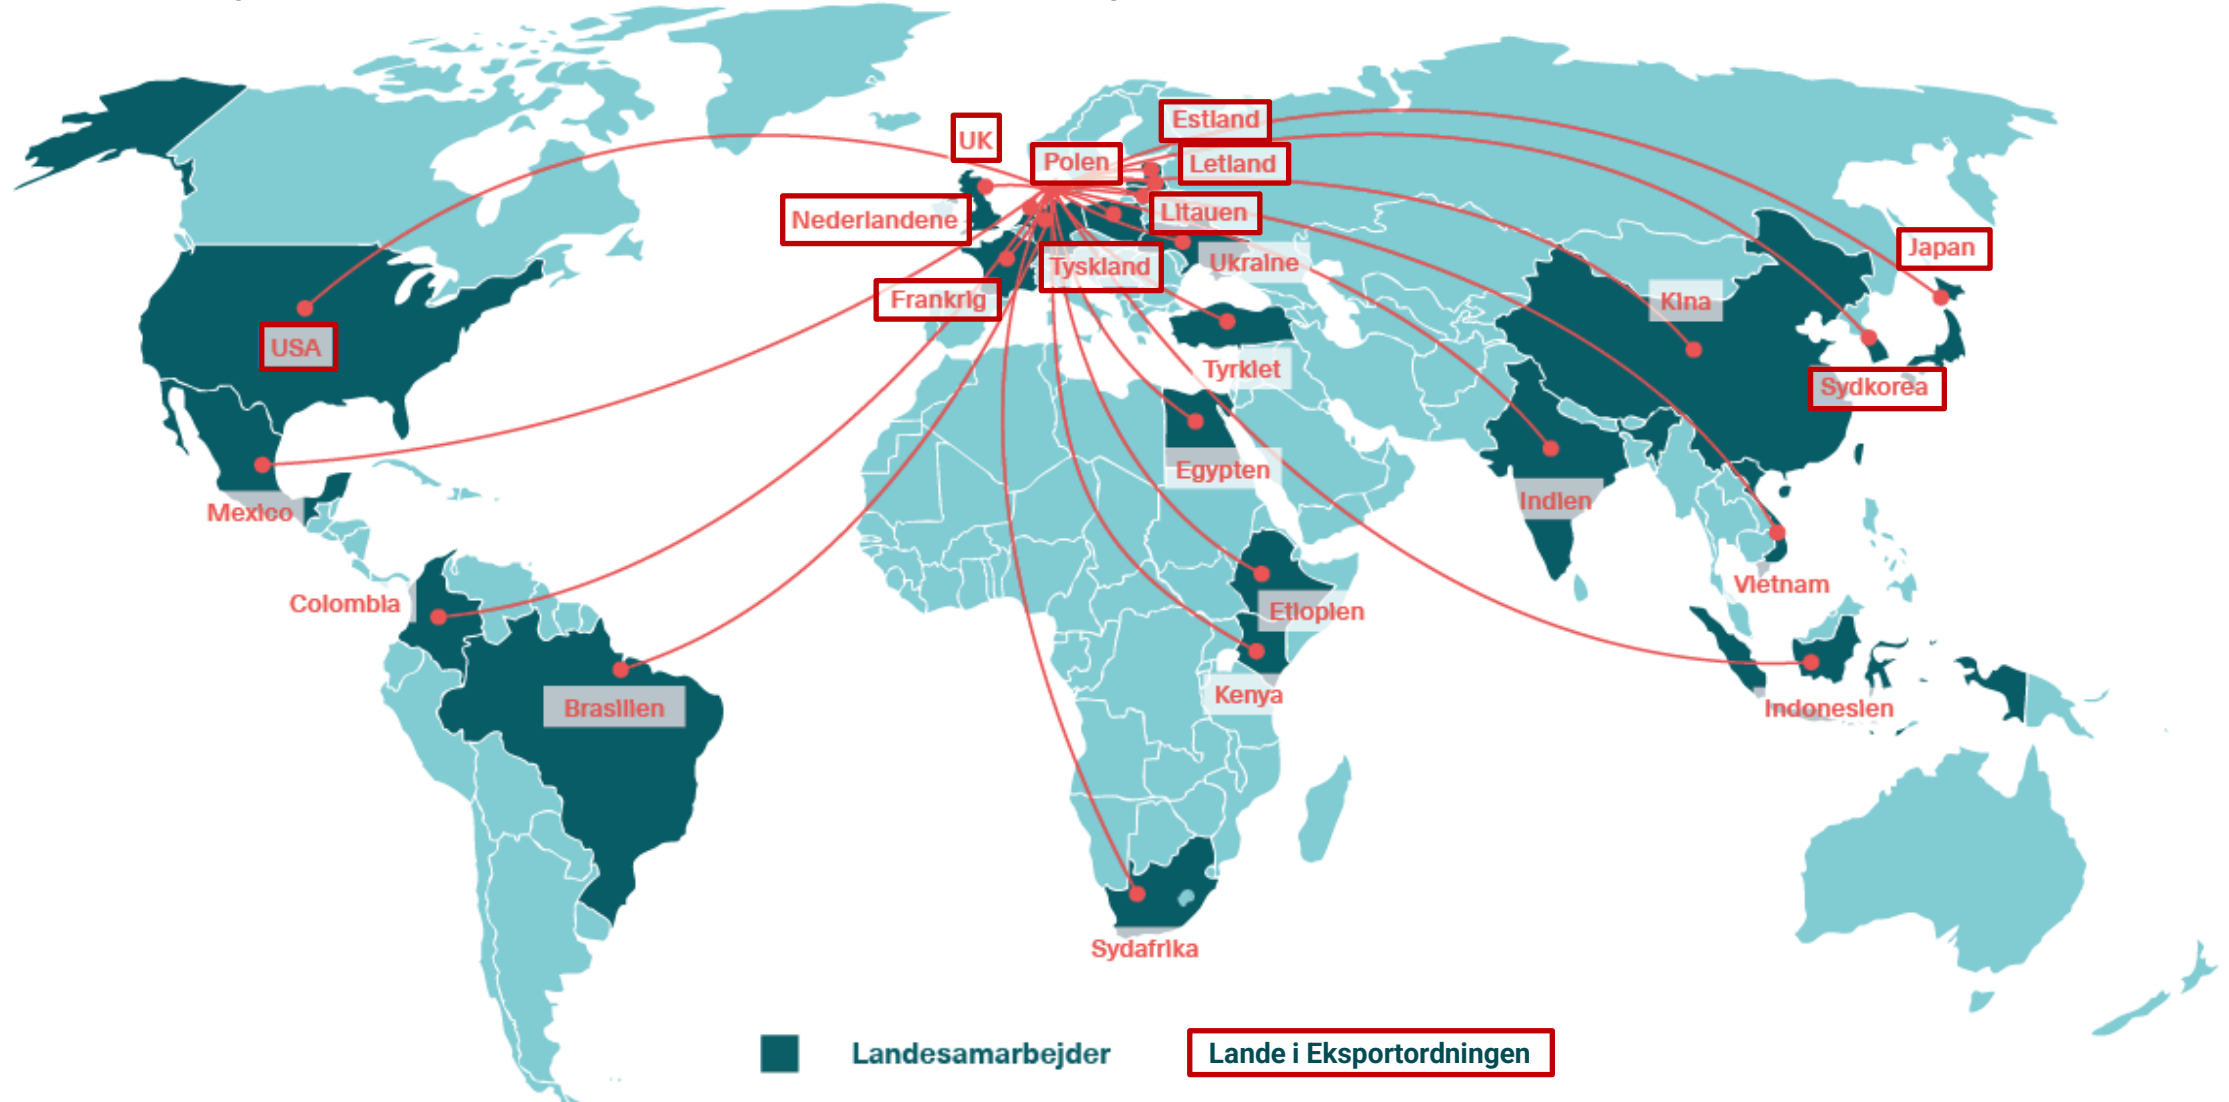 Estland
UK
Polen
Letland
Nederlandene
Litauen
Japan
Tyskland
Ukraine
Frankrig
Kina
USA
Tyrkiet
Sydkorea
Egypten
Indien
Mexico
Vietnam
Colombia
Etiopien
Kenya
Brasilien
Indonesien
Sydafrika
Landesamarbejder
Lande i Eksportordningen